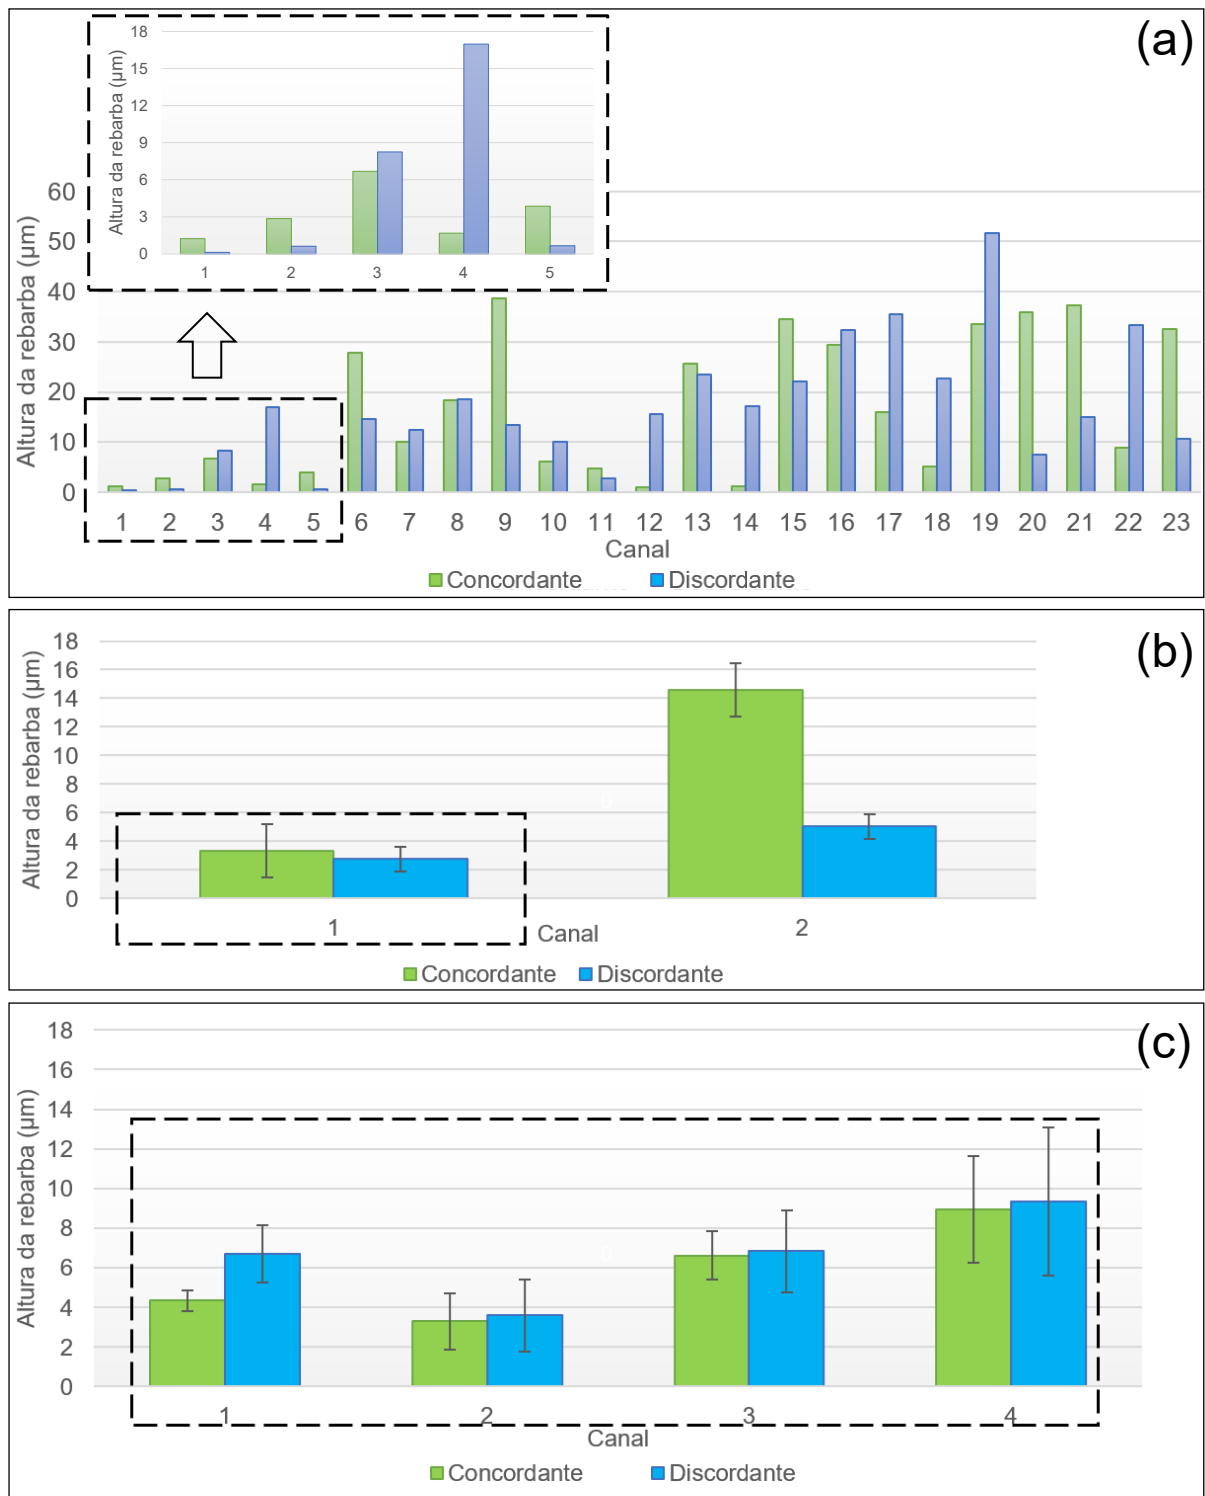 (a)
Altura da rebarba (μm)
18
15
12
9
6
3
0
1 2 3 4 5
Altura da rebarba (μm)
60
50
40
30
20
10
0
1 2 3 4 5 6 7 8 9 10 11 12 13 14 15 16 17 18 19 20 21 22 23
Canal
Concordante Discordante
(b)
Altura da rebarba (μm)
18
16
14
12
10
8
6
4
2
0
1 2
Canal
Concordante Discordante
(c)
Altura da rebarba (μm)
18
16
14
12
10
8
6
4
2
0
1 2 3 4
Canal
Concordante Discordante